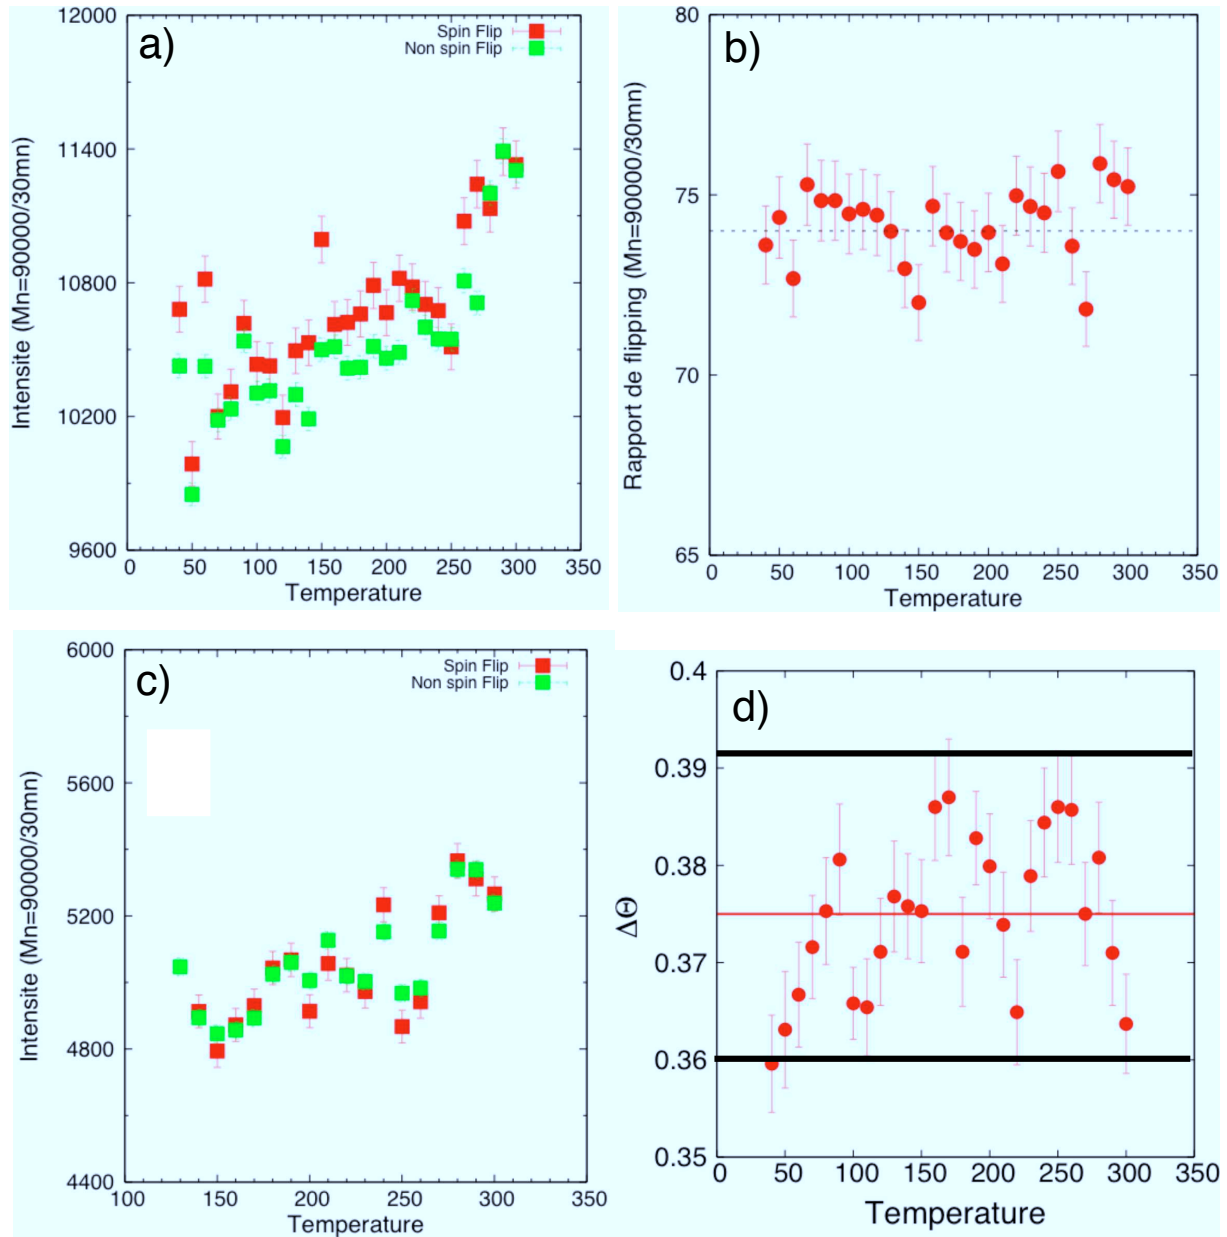 a)
12000
11400
10800
10200
9600
Intensite (Mn=90000/30mn)
Spin Flip
Non spin Flip
0 50 100 150 200 250 300 350
Temperature
b)
80
75
70
65
Rapport de flipping (Mn=90000/30mn)
0 50 100 150 200 250 300 350
Temperature
c)
6000
5600
5200
4800
4400
Intensite (Mn=90000/30mn)
Spin Flip
Non spin Flip
100 150 200 250 300 350
Temperature
d)
0.4
0.39
0.38
0.37
0.36
0.35
ΔΘ
0 50 100 150 200 210 300 350
Temperature